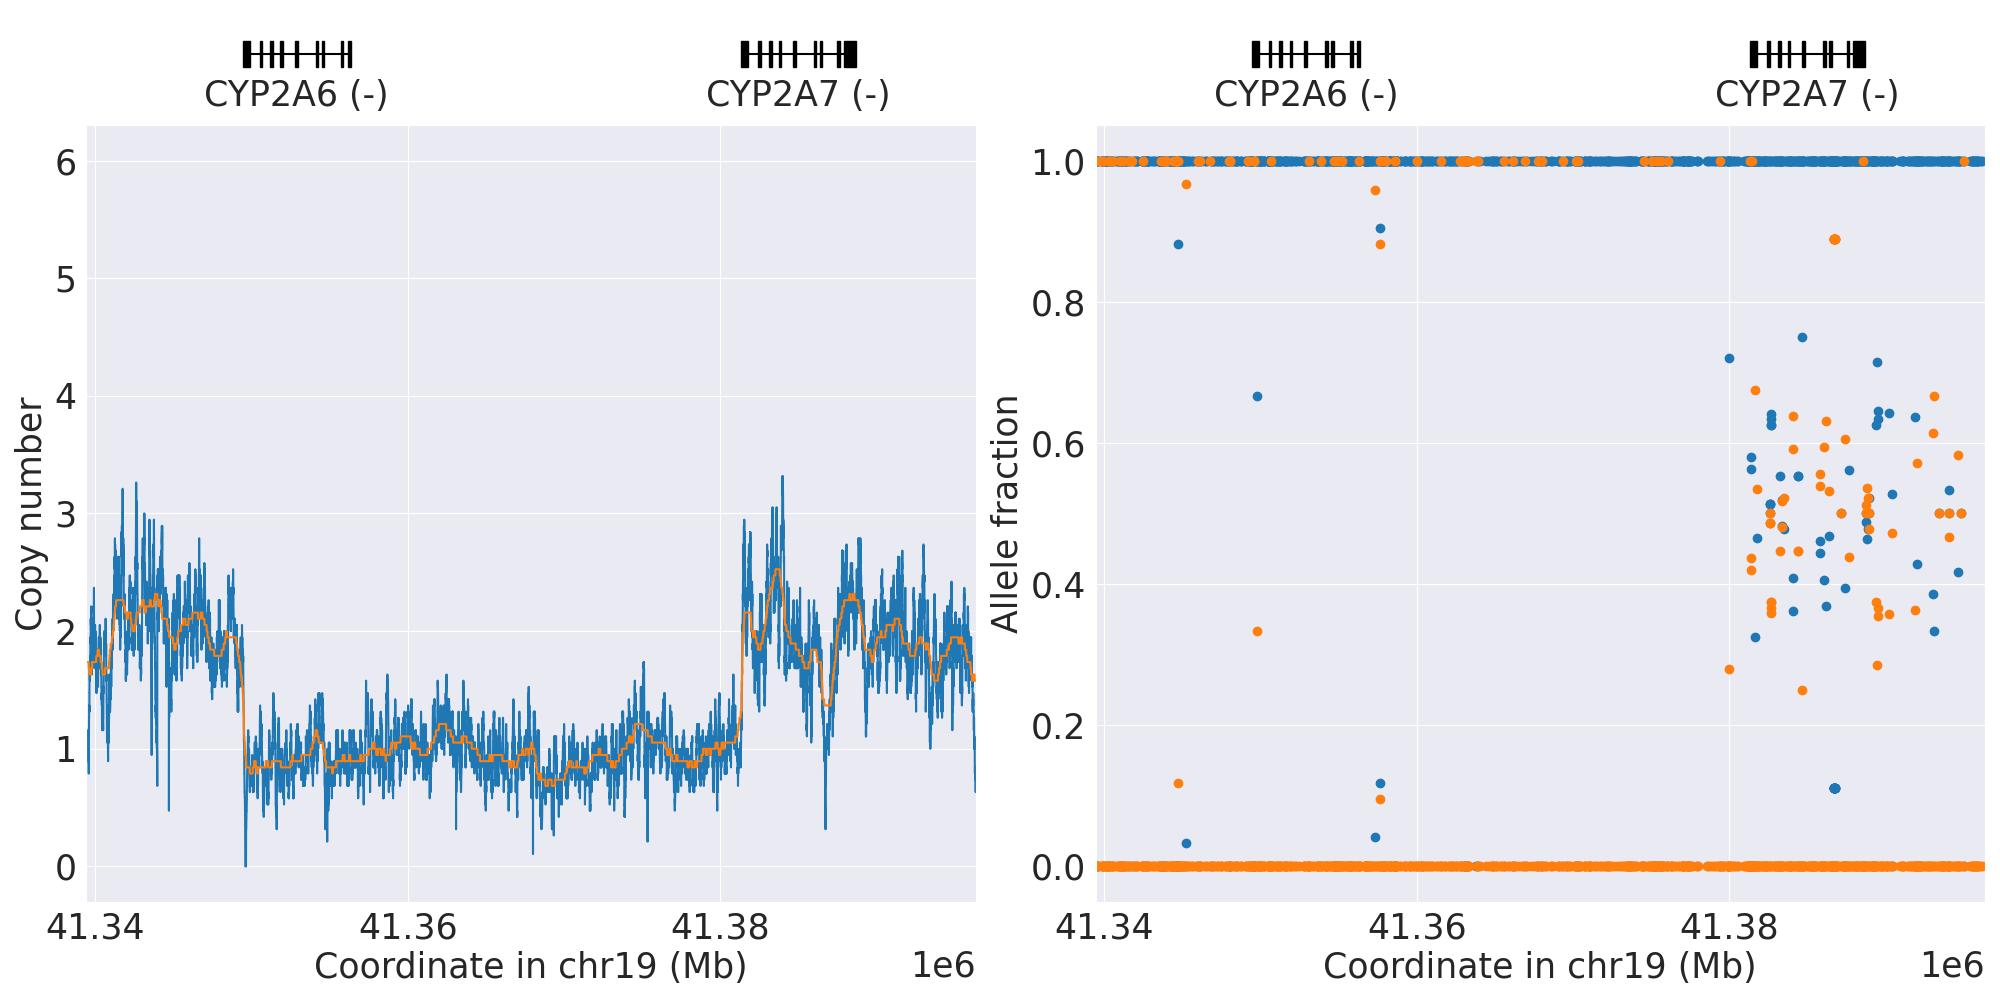 CYP2A6 (-)
CYP2A7 (-)
6
5
4
3
2
1
0
Copy number
41.34
41.36
41.38
Coordinate in chr19 (Mb)
1e6
CYP2A6 (-)
CYP2A7 (-)
1.0
0.8
0.6
0.4
0.2
0.0
Allele fraction
41.34
41.36
41.38
Coordinate in chr19 (Mb)
1e6